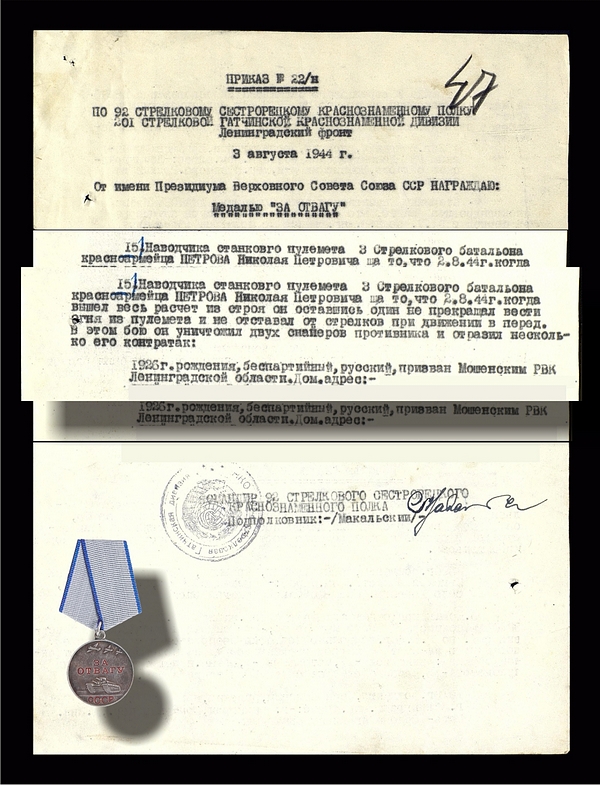 47
ПРИКАЗ № 22/н
ПО 92 СТРЕЛКОВОМУ СЕСТРОРЕЦКОМУ КРАСНОЗНАМЕННОМУ ПОЛКУ
201 СТРЕЛКОВОЙ ГАТЧИНСКОЙ КРАСНОЗНАМЕННОЙ ДИВИЗИИ
Ленинградский фронт
3 августа 1944 г.
От имени Президиума Верховного Совета Союза ССР НАГРАЖДАЮ:
Медалью "ЗА ОТВАГУ"
15.Наводчика станкового пулемета 3 Стрелкового батальона
красноармейца ПЕТРОВА Николая Петровича за то,что 2.8.44г.когда
15.Наводчика станкового пулемета 3 Стрелкового батальона
красноармейца ПЕТРОВА Николая Петровича за то,что 2.8.44г.когда
вышел весь расчет из строя он оставшись один не прекращал вести
огня из пулемета и не отставал от стрелков при движении в перед.
В этом бой он уничтожил двух снайперов противника и отразил несколь-
ко его контратак:
1926г.рождения,беспартийный,русский,призван Мошенским РВК
Ленинградской области.Дом.адрес:-
1926г.рождения,беспартийный,русский,призван Мошенским РВК
Ленинградской области.Дом.адрес:-
КОМАНДИР 92 СТРЕЛКОВОГО СЕСТРОРЕЦКОГО
КРАСНОЗНАМЕННОГО ПОЛКА
Подполковник:-/Макальский/
ЗА
ОТВАГУ
СССР